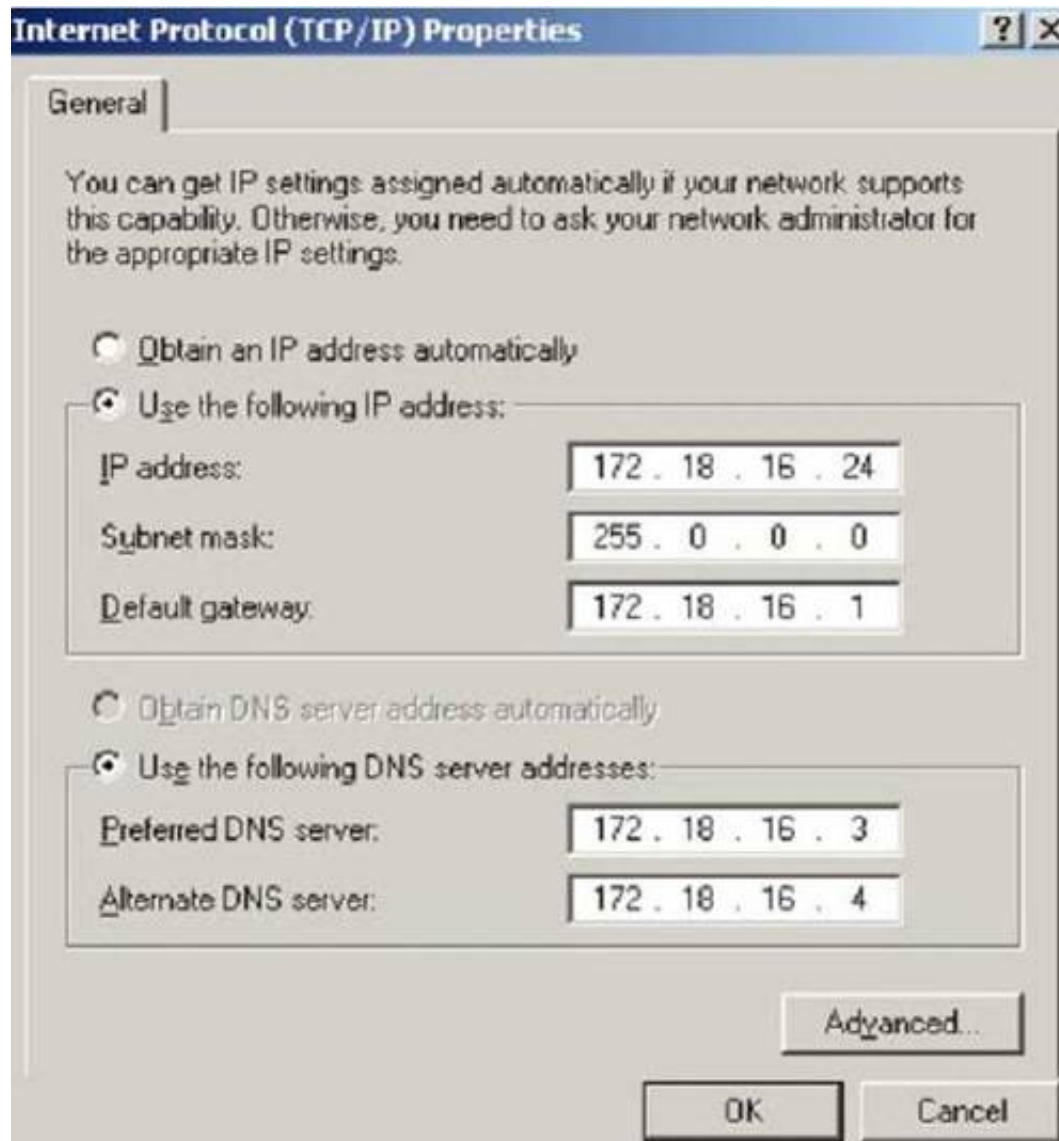 Internet Protocol (TCP/IP) Properties
General
You can get IP settings assigned automatically if your network supports
this capability. Otherwise, you need to ask your network administrator for
the appropriate IP settings.
Obtain an IP address automatically
Use the following IP address:
IP address: 172 . 18 . 16 . 24
Subnet mask: 255 . 0 . 0 . 0
Default gateway: 172 . 18 . 16 . 1
Obtain DNS server address automatically
Use the following DNS server addresses:
Preferred DNS server: 172 . 18 . 16 . 3
Alternate DNS server: 172 . 18 . 16 . 4
Advanced...
OK Cancel